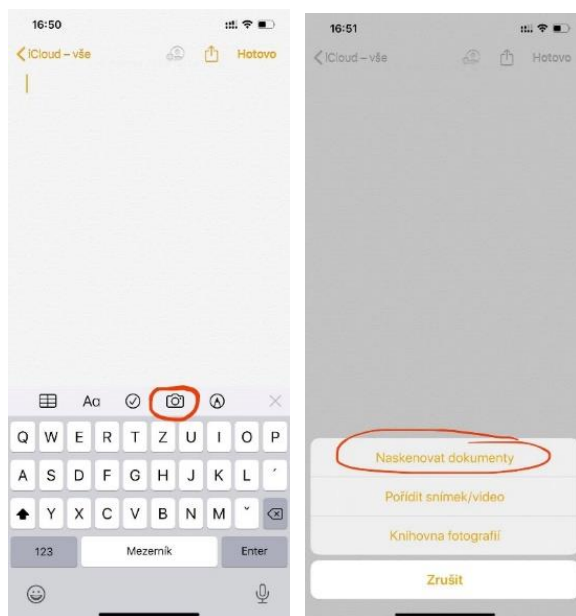 16:50
iCloud – vše
Hotovo
Aa
Q W E R T Z U I O P
A S D F G H J K L ´
Y X C V B N M ˇ
123 Mezerník Enter
16:51
iCloud – vše
Hotovo
Naskenovat dokumenty
Pořídit snímek/video
Knihovna fotografií
Zrušit